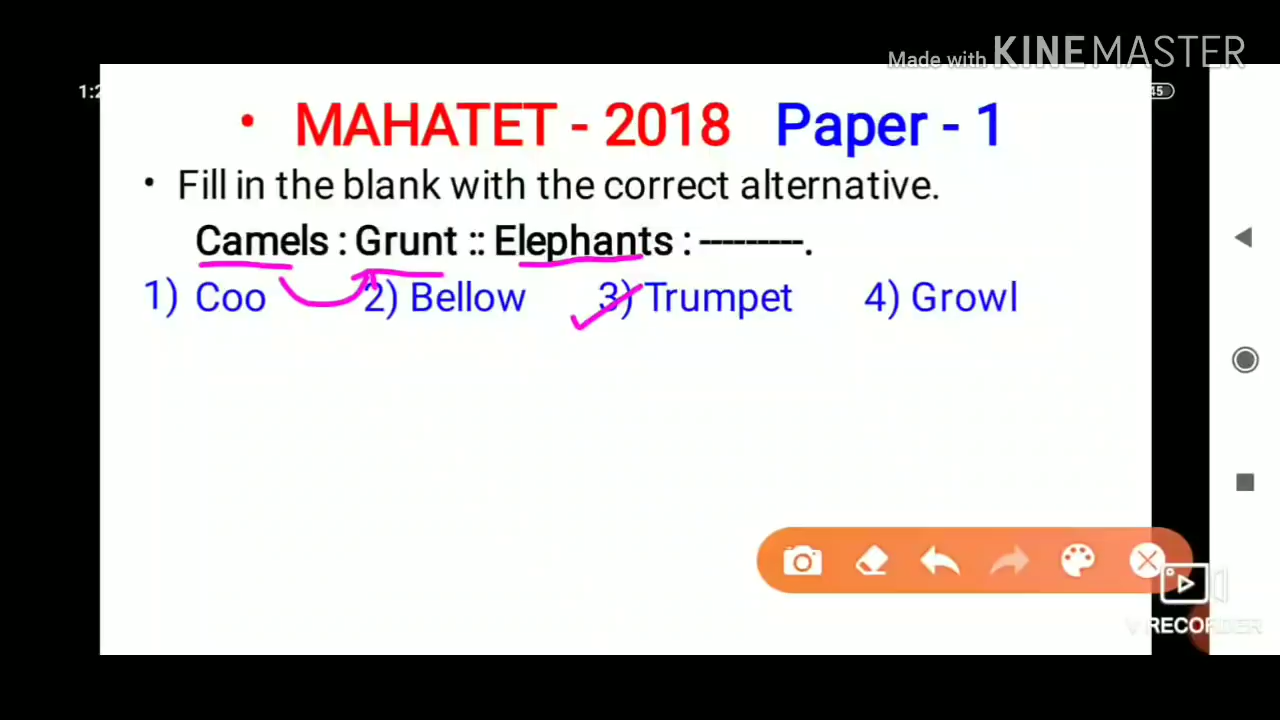 Made with KINEMASTER
• MAHATET - 2018 Paper - 1
• Fill in the blank with the correct alternative.
Camels : Grunt :: Elephants : ---------.
1) Coo 2) Bellow 3) Trumpet 4) Growl
RECORDER